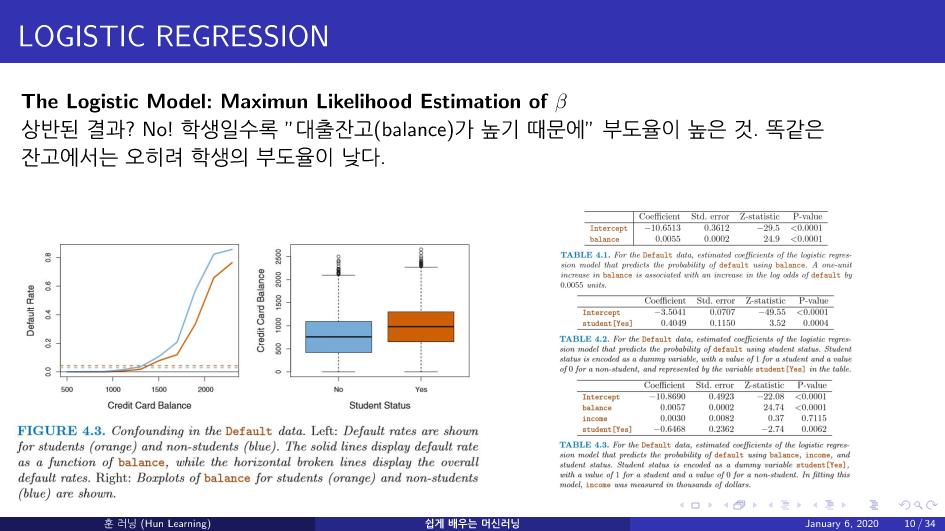 LOGISTIC REGRESSION
The Logistic Model: Maximun Likelihood Estimation of β
상반된 결과? No! 학생일수록 ”대출잔고(balance)가 높기 때문에” 부도율이 높은 것. 똑같은
잔고에서는 오히려 학생의 부도율이 낮다.
Default Rate
0.8
0.6
0.4
0.2
0.0
500 1000 1500 2000
Credit Card Balance
Credit Card Balance
2500
2000
1500
1000
500
0
No Yes
Student Status
FIGURE 4.3. Confounding in the Default data. Left: Default rates are shown
for students (orange) and non-students (blue). The solid lines display default rate
as a function of balance, while the horizontal broken lines display the overall
default rates. Right: Boxplots of balance for students (orange) and non-students
(blue) are shown.
Coefficient Std. error Z-statistic P-value
Intercept −10.6513 0.3612 −29.5 <0.0001
balance 0.0055 0.0002 24.9 <0.0001
TABLE 4.1. For the Default data, estimated coefficients of the logistic regres-
sion model that predicts the probability of default using balance. A one-unit
increase in balance is associated with an increase in the log odds of default by
0.0055 units.
Coefficient Std. error Z-statistic P-value
Intercept −3.5041 0.0707 −49.55 <0.0001
student[Yes] 0.4049 0.1150 3.52 0.0004
TABLE 4.2. For the Default data, estimated coefficients of the logistic regres-
sion model that predicts the probability of default using student status. Student
status is encoded as a dummy variable, with a value of 1 for a student and a value
of 0 for a non-student, and represented by the variable student[Yes] in the table.
Coefficient Std. error Z-statistic P-value
Intercept −10.8690 0.4923 −22.08 <0.0001
balance 0.0057 0.0002 24.74 <0.0001
income 0.0030 0.0082 0.37 0.7115
student[Yes] −0.6468 0.2362 −2.74 0.0062
TABLE 4.3. For the Default data, estimated coefficients of the logistic regres-
sion model that predicts the probability of default using balance, income, and
student status. Student status is encoded as a dummy variable student[Yes],
with a value of 1 for a student and a value of 0 for a non-student. In fitting this
model, income was measured in thousands of dollars.
훈 러닝 (Hun Learning) 쉽게 배우는 머신러닝 January 6, 2020 10 / 34